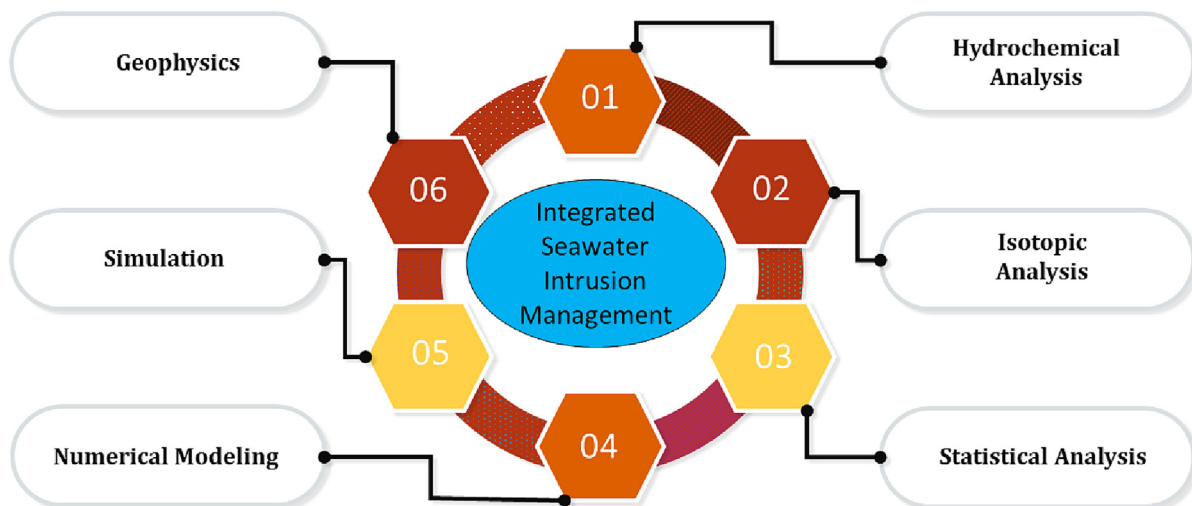 Geophysics
01
Hydrochemical
Analysis
06
02
Integrated
Seawater
Intrusion
Management
Simulation
Isotopic
Analysis
05
03
Numerical Modeling
04
Statistical Analysis